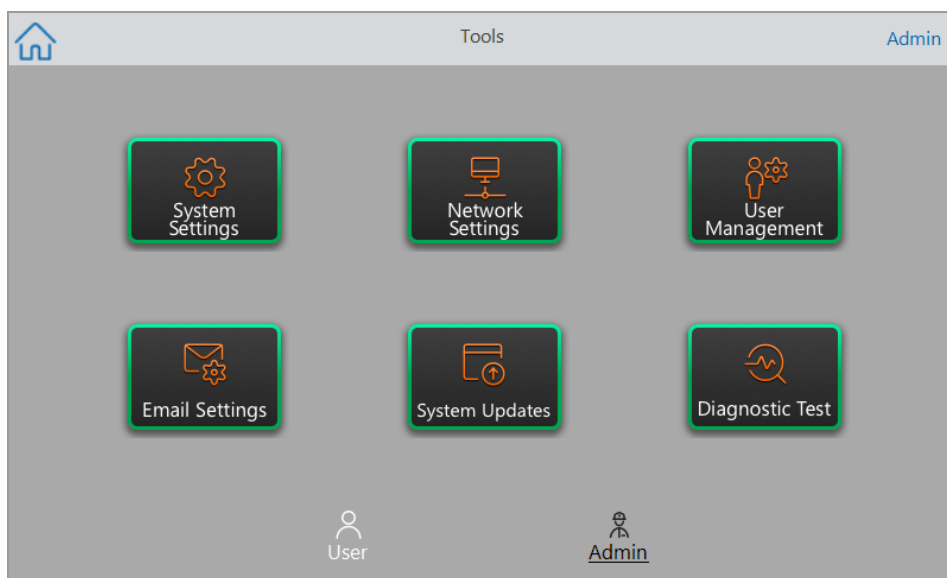 Tools
Admin
System
Settings
Network
Settings
User
Management
Email Settings
System Updates
Diagnostic Test
User
Admin